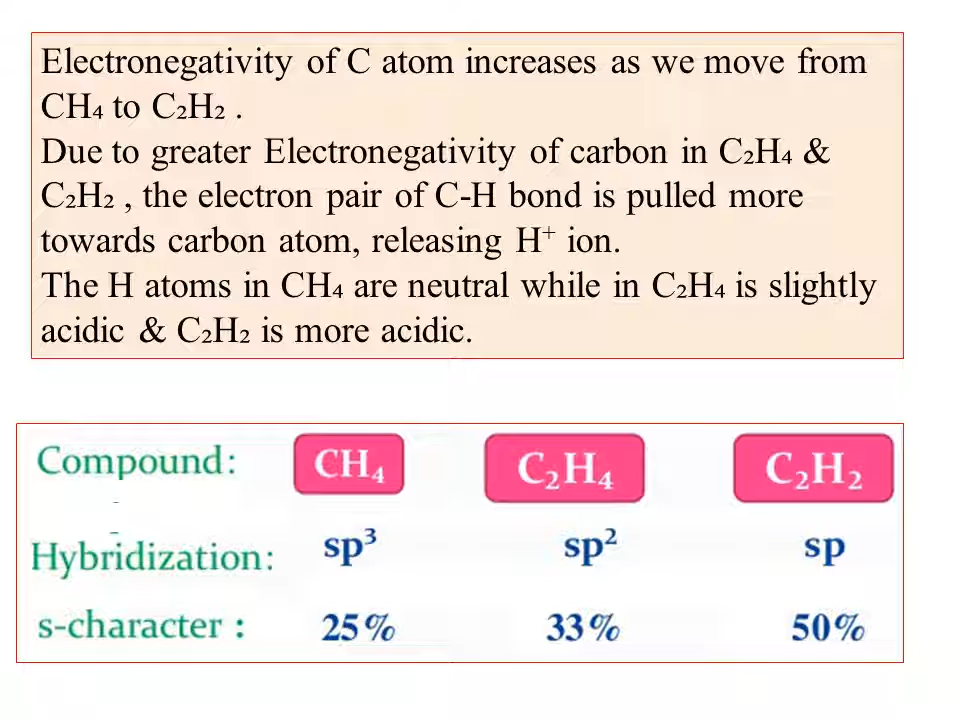 Electronegativity of C atom increases as we move from
CH₄ to C₂H₂ .
Due to greater Electronegativity of carbon in C₂H₄ &
C₂H₂ , the electron pair of C-H bond is pulled more
towards carbon atom, releasing H⁺ ion.
The H atoms in CH₄ are neutral while in C₂H₄ is slightly
acidic & C₂H₂ is more acidic.
Compound: CH₄ C₂H₄ C₂H₂
Hybridization: sp³ sp² sp
s-character : 25% 33% 50%